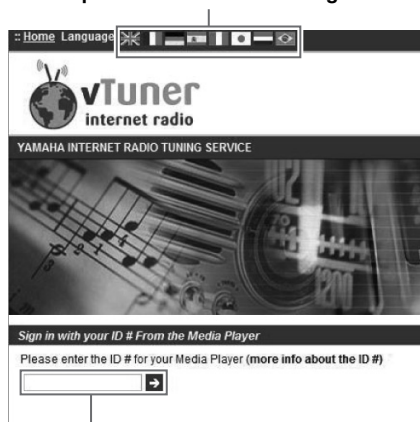 :: Home Language
vTuner
internet radio
YAMAHA INTERNET RADIO TUNING SERVICE
Sign in with your ID # From the Media Player
Please enter the ID # for your Media Player (more info about the ID #)